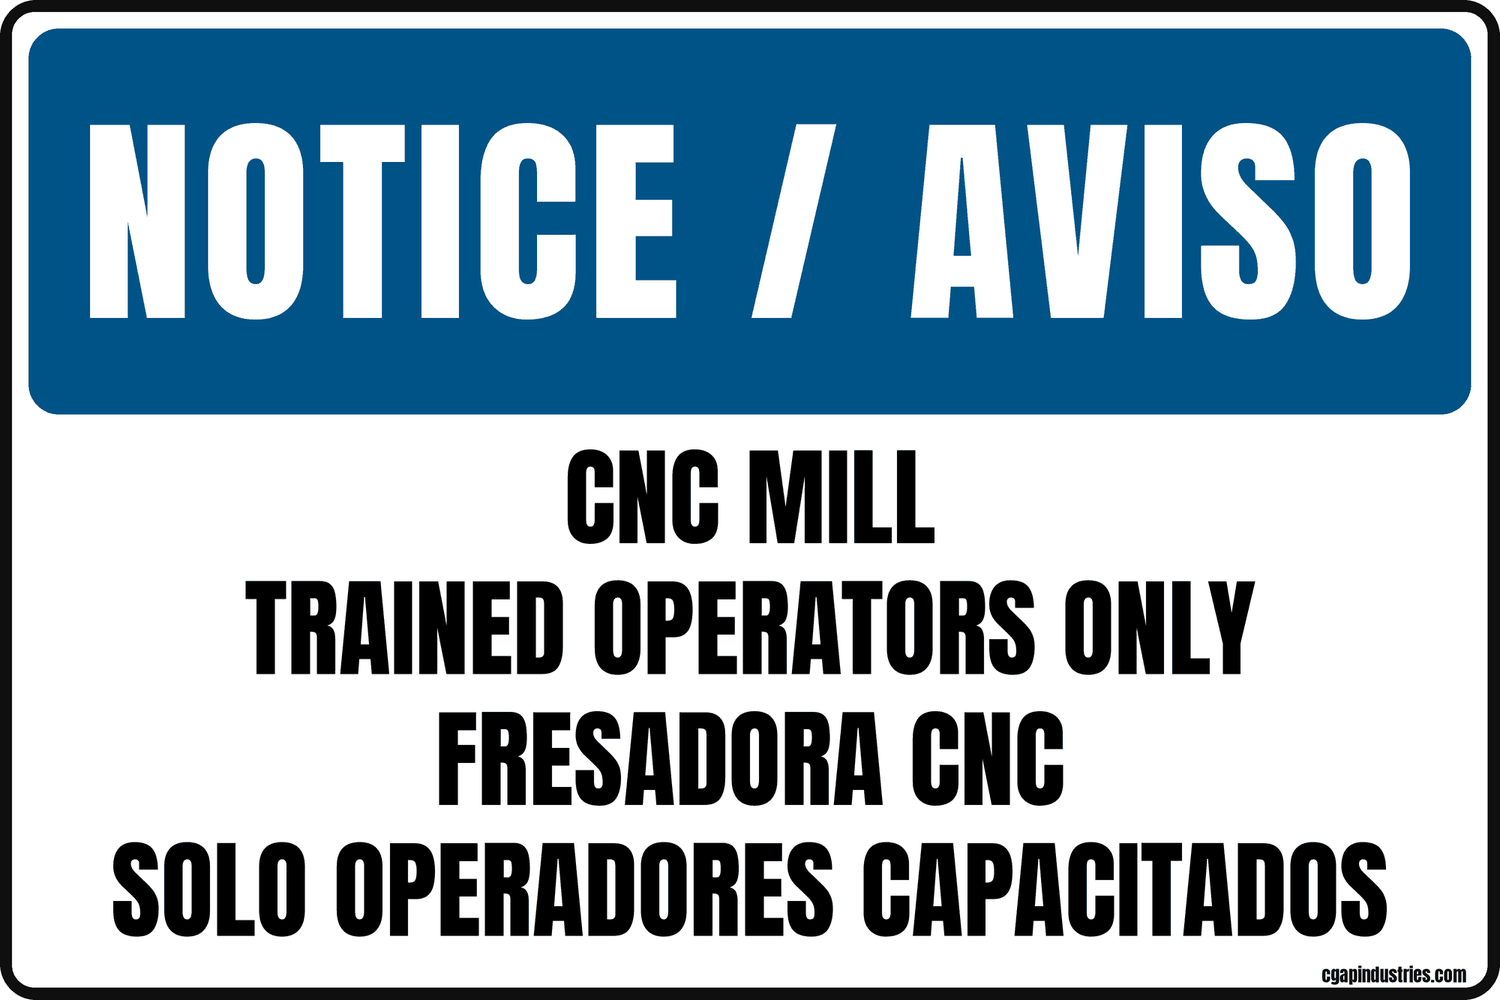 NOTICE / AVISO
CNC MILL
TRAINED OPERATORS ONLY
FRESADORA CNC
SOLO OPERADORES CAPACITADOS
cgapindustries.com